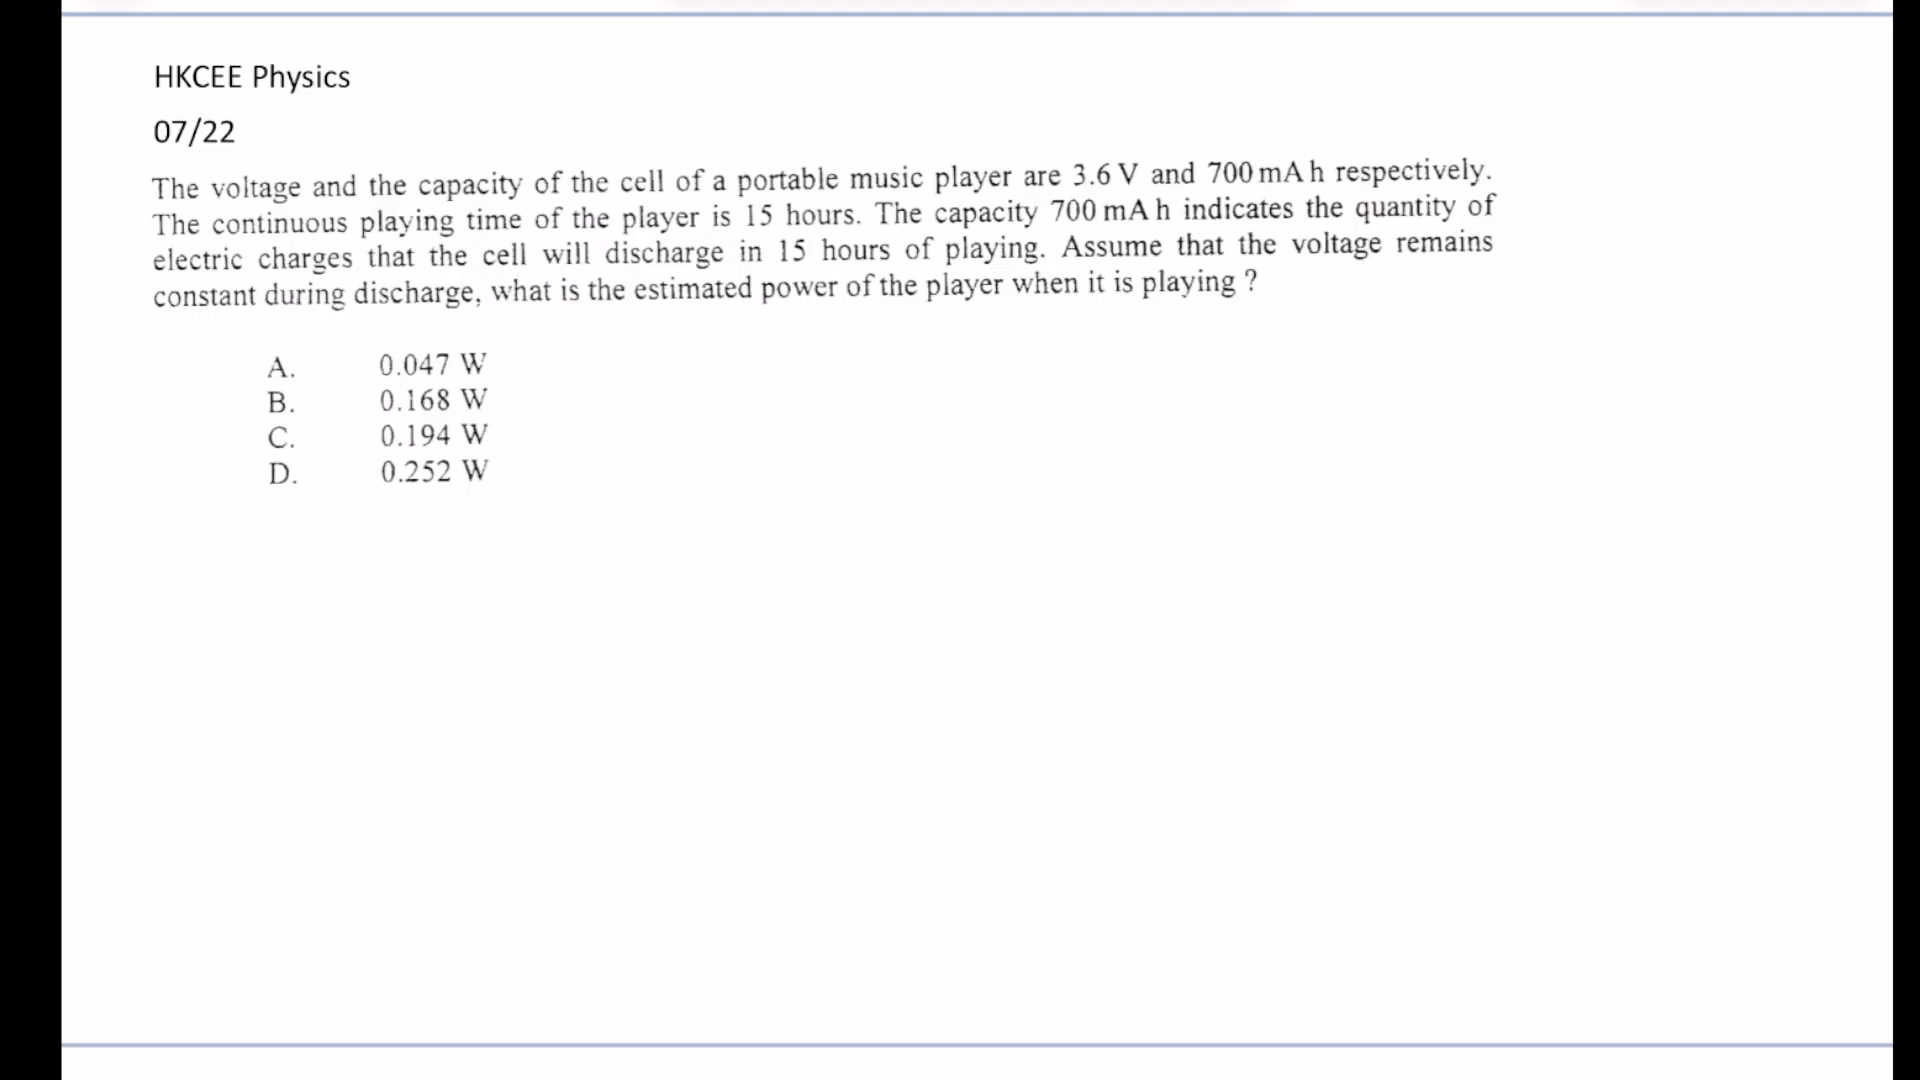 HKCEE Physics
07/22
The voltage and the capacity of the cell of a portable music player are 3.6 V and 700 mA h respectively.
The continuous playing time of the player is 15 hours. The capacity 700 mA h indicates the quantity of
electric charges that the cell will discharge in 15 hours of playing. Assume that the voltage remains
constant during discharge, what is the estimated power of the player when it is playing ?
A. 0.047 W
B. 0.168 W
C. 0.194 W
D. 0.252 W